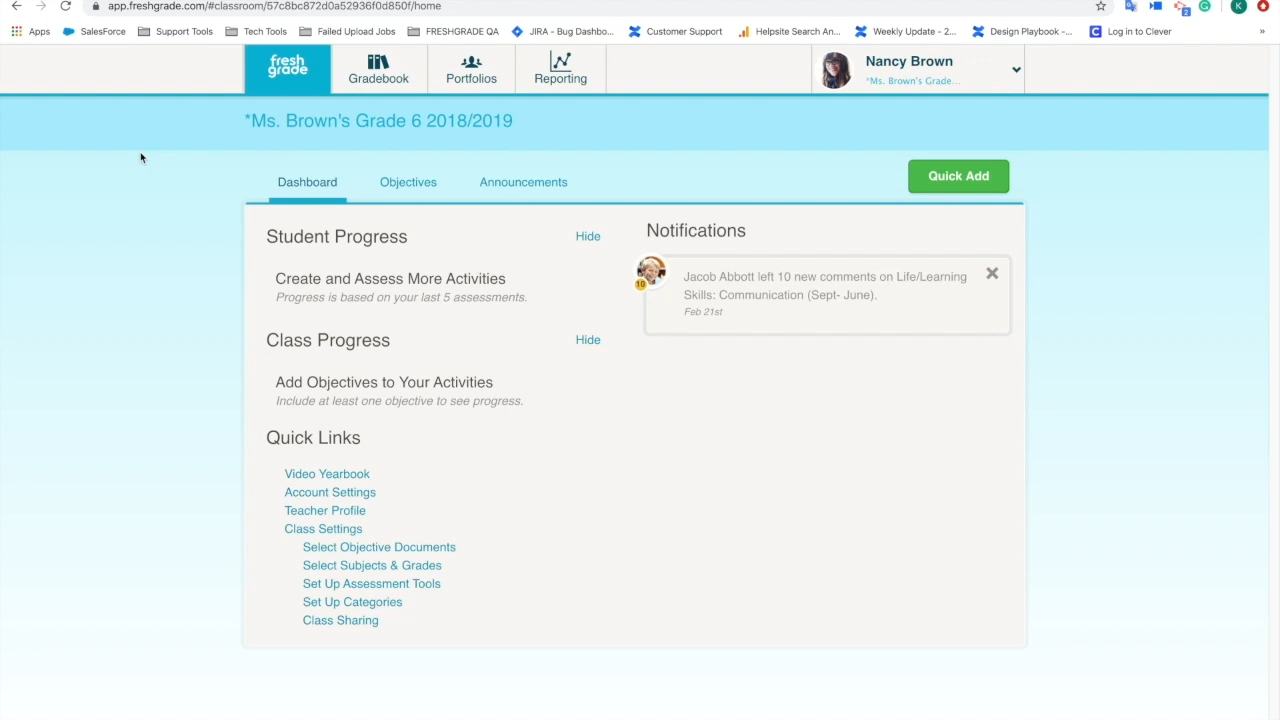 app.freshgrade.com/#classroom/57c8bc872d0a52936f0d850f/home
Apps SalesForce Support Tools Tech Tools Failed Upload Jobs FRESHGRADE QA JIRA - Bug Dashbo... Customer Support Helpsite Search An... Weekly Update - 2... Design Playbook -... Log in to Clever »
fresh
grade
Gradebook
Portfolios
Reporting
Nancy Brown
*Ms. Brown's Grade...
*Ms. Brown's Grade 6 2018/2019
Dashboard Objectives Announcements
Quick Add
Student Progress Hide
Create and Assess More Activities
Progress is based on your last 5 assessments.
Class Progress Hide
Add Objectives to Your Activities
Include at least one objective to see progress.
Quick Links
Video Yearbook
Account Settings
Teacher Profile
Class Settings
Select Objective Documents
Select Subjects & Grades
Set Up Assessment Tools
Set Up Categories
Class Sharing
Notifications
10
Jacob Abbott left 10 new comments on Life/Learning
Skills: Communication (Sept- June).
Feb 21st
2
K